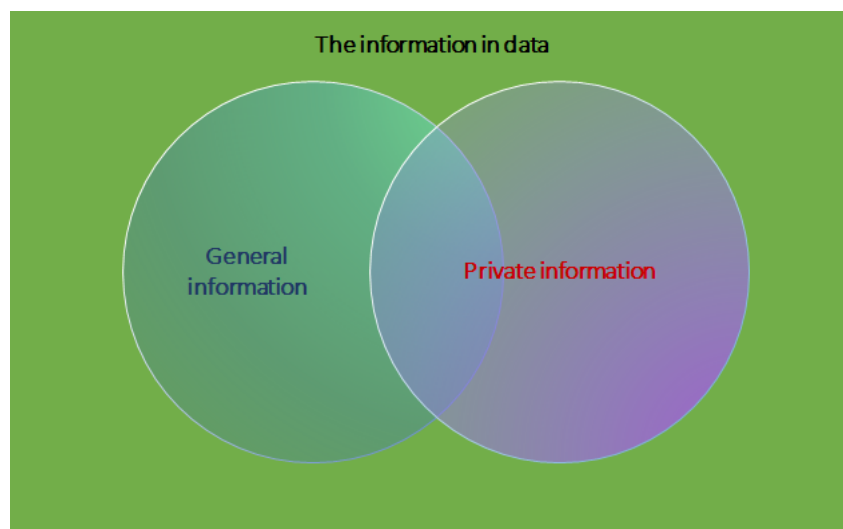 The information in data
General
information
Private information